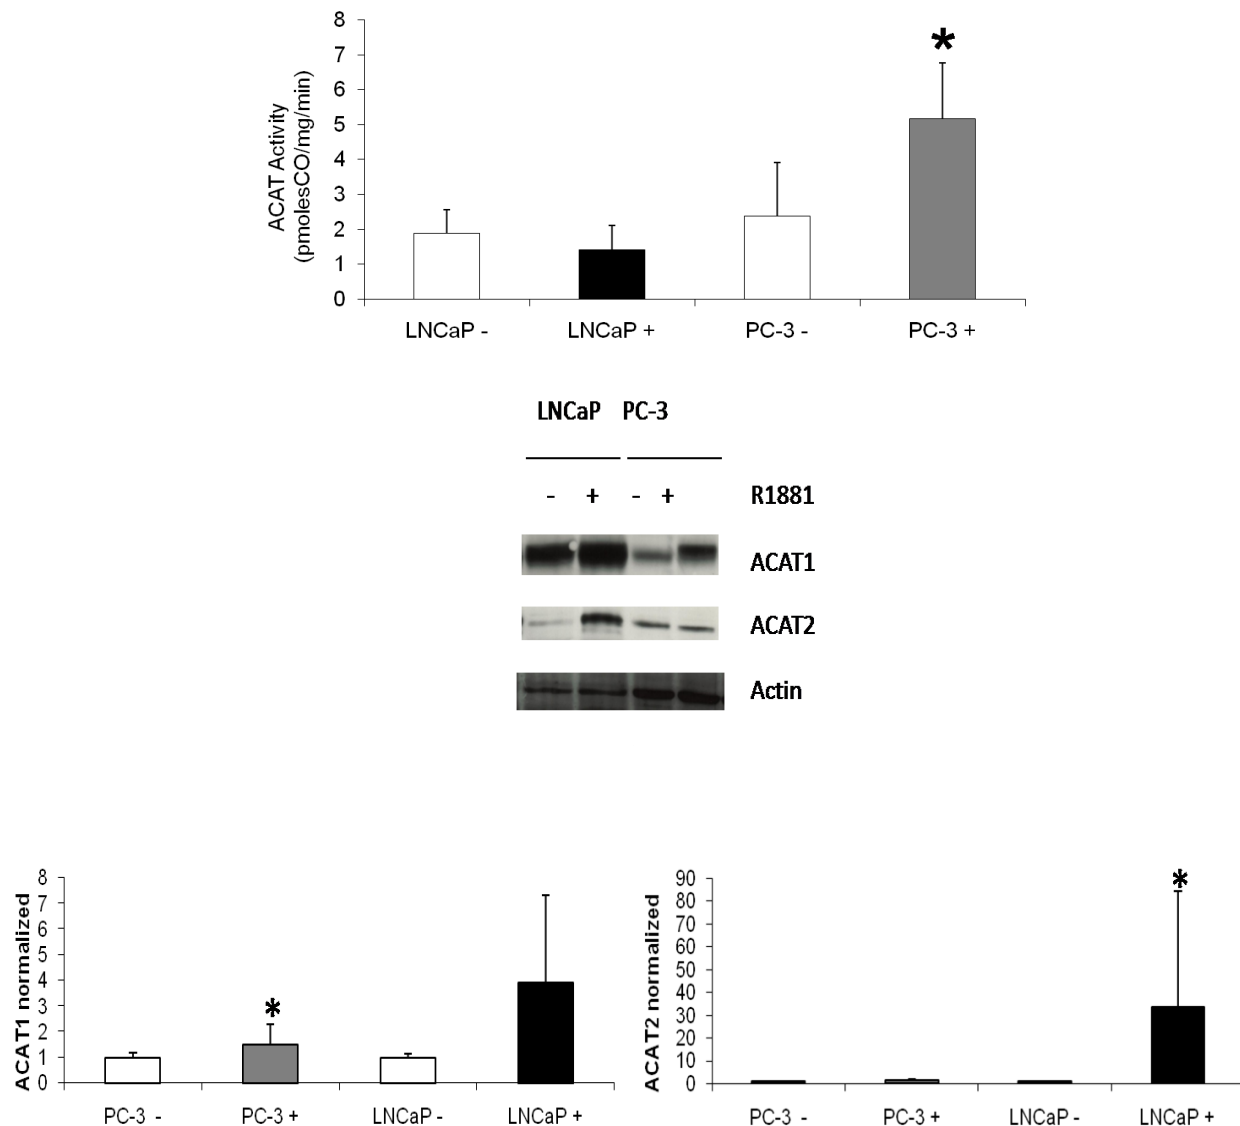 8
7
6
5
4
3
2
1
0
ACAT Activity
(pmolesCO/mg/min)
*
LNCaP - LNCaP + PC-3 - PC-3 +
LNCaP PC-3
- + - + R1881
ACAT1
ACAT2
Actin
8
7
6
5
4
3
2
1
0
ACAT1 normalized
*
PC-3 - PC-3 + LNCaP - LNCaP +
90
80
70
60
50
40
30
20
10
0
ACAT2 normalized
*
PC-3 - PC-3 + LNCaP - LNCaP +